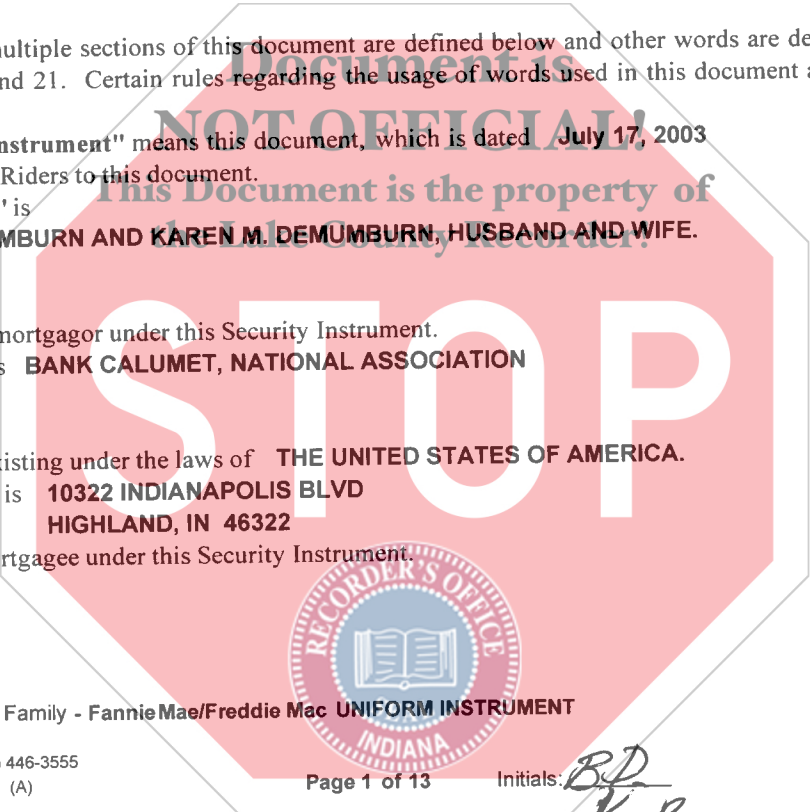 multiple sections of this document are defined below and other words are de
nd 21. Certain rules regarding the usage of words used in this document a
Document is
nstrument" means this document, which is dated July 17, 2003
NOT OFFICIAL!
Riders to this document.
This Document is the property of
' is
MBURN AND KAREN M. DEMUMBURN, HUSBAND AND WIFE.
the Lake County Recorder!
mortgagor under this Security Instrument.
s BANK CALUMET, NATIONAL ASSOCIATION
STOP
xisting under the laws of THE UNITED STATES OF AMERICA.
is 10322 INDIANAPOLIS BLVD
HIGHLAND, IN 46322
rtgagee under this Security Instrument.
RECORDER'S OFFICE
INDIANA
Family - Fannie Mae/Freddie Mac UNIFORM INSTRUMENT
446-3555
(A)
Page 1 of 13
Initials: BD